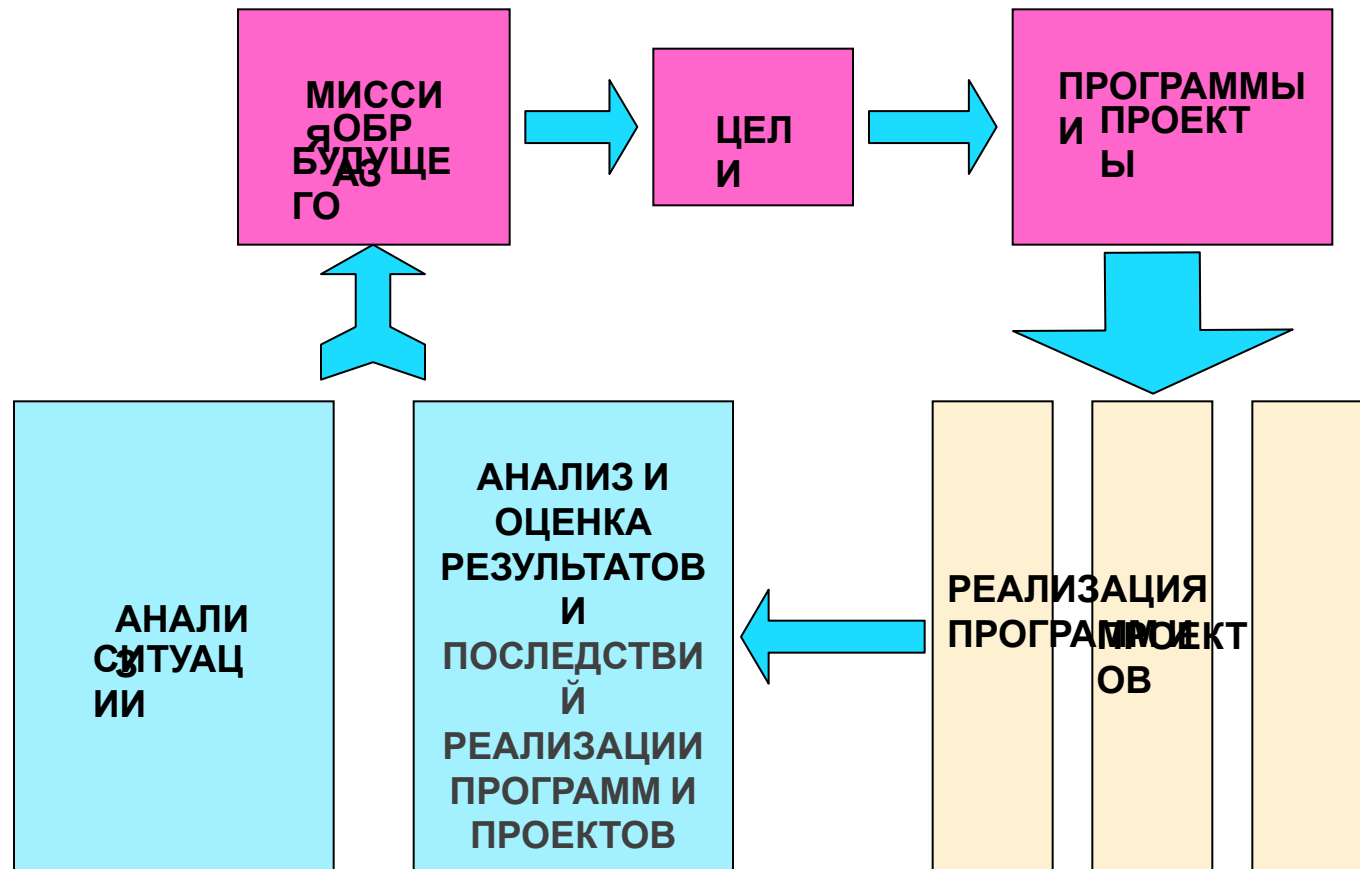 МИССИ
Я
ОБР
АЗ
БУДУЩЕ
ГО
ЦЕЛ
И
ПРОГРАММЫ
И
ПРОЕКТ
Ы
АНАЛИ
З
СИТУАЦ
ИИ
АНАЛИЗ И
ОЦЕНКА
РЕЗУЛЬТАТОВ
И
ПОСЛЕДСТВИ
Й
РЕАЛИЗАЦИИ
ПРОГРАММ И
ПРОЕКТОВ
РЕАЛИЗАЦИЯ
ПРОГРАММ И
ПРОЕКТ
ОВ